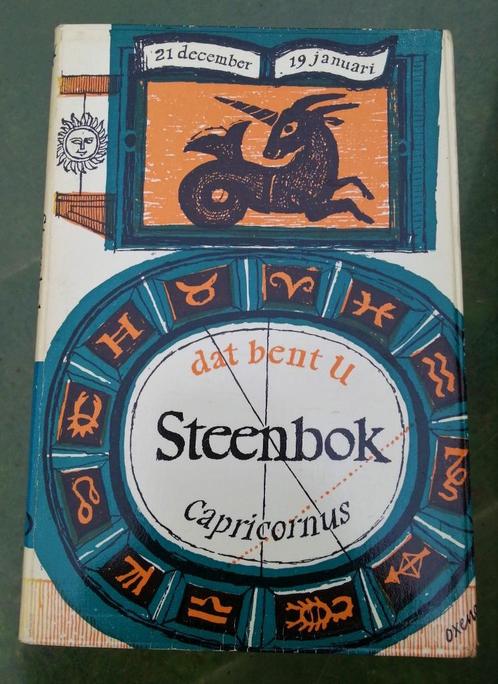 21 december
19 januari
dat bent U
Steenbok
Capricornus